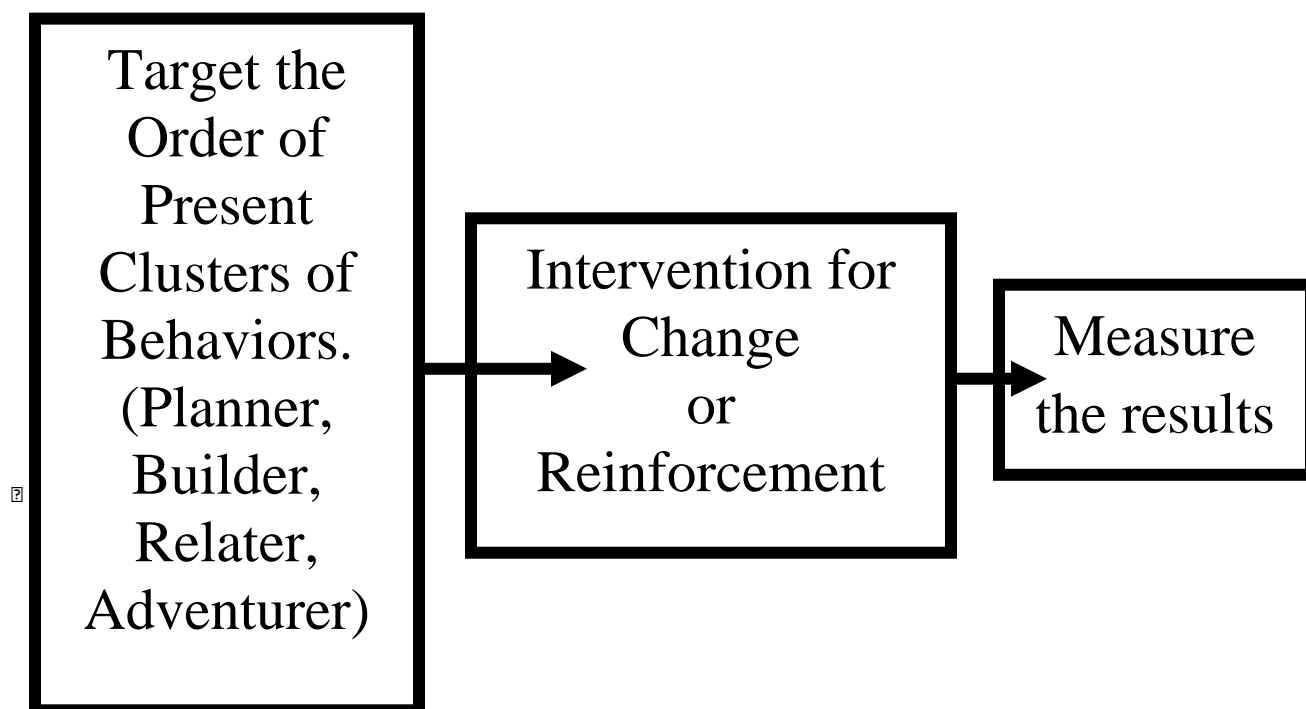 Target the
Order of
Present
Clusters of
Behaviors.
(Planner,
Builder,
Relater,
Adventurer)
Intervention for
Change
or
Reinforcement
Measure
the results